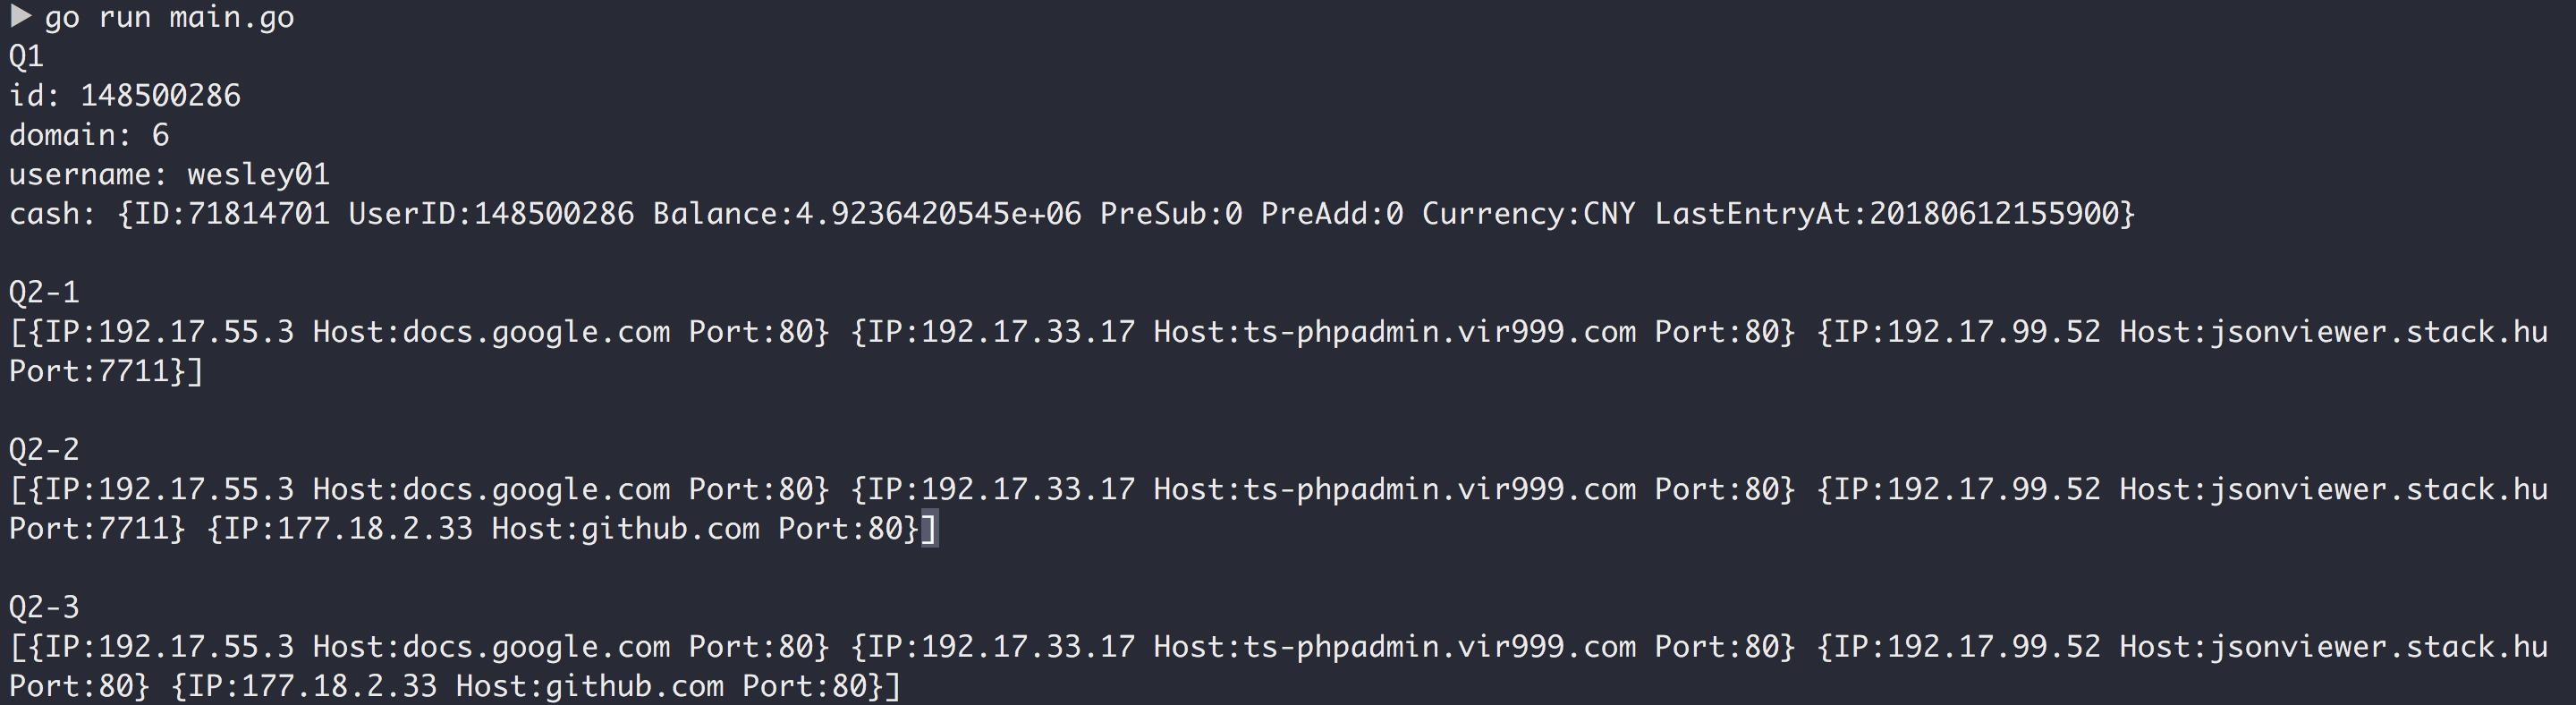 ▶ go run main.go
Q1
id: 148500286
domain: 6
username: wesley01
cash: {ID:71814701 UserID:148500286 Balance:4.9236420545e+06 PreSub:0 PreAdd:0 Currency:CNY LastEntryAt:20180612155900}

Q2-1
[{IP:192.17.55.3 Host:docs.google.com Port:80} {IP:192.17.33.17 Host:ts-phpadmin.vir999.com Port:80} {IP:192.17.99.52 Host:jsonviewer.stack.hu
Port:7711}]

Q2-2
[{IP:192.17.55.3 Host:docs.google.com Port:80} {IP:192.17.33.17 Host:ts-phpadmin.vir999.com Port:80} {IP:192.17.99.52 Host:jsonviewer.stack.hu
Port:7711} {IP:177.18.2.33 Host:github.com Port:80}]

Q2-3
[{IP:192.17.55.3 Host:docs.google.com Port:80} {IP:192.17.33.17 Host:ts-phpadmin.vir999.com Port:80} {IP:192.17.99.52 Host:jsonviewer.stack.hu
Port:80} {IP:177.18.2.33 Host:github.com Port:80}]